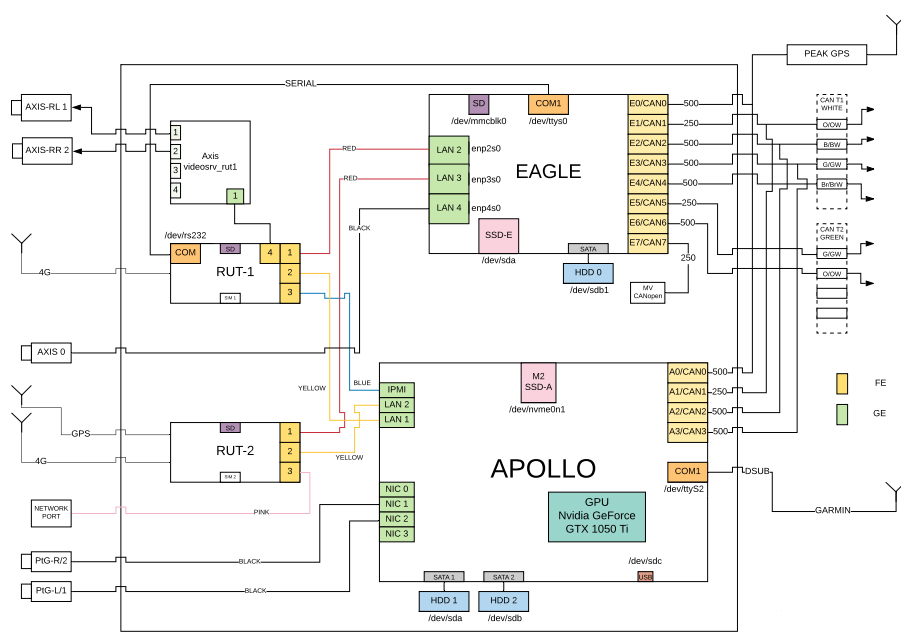 PEAK GPS
SERIAL
AXIS-RL 1
AXIS-RR 2
1
2
3
4
Axis
videosrv_rut1
1
SD
/dev/mmcblk0
COM1
/dev/ttys0
E0/CAN0
E1/CAN1
E2/CAN2
E3/CAN3
E4/CAN4
E5/CAN5
E6/CAN6
E7/CAN7
500
250
500
500
500
250
500
250
CAN T1
WHITE
O/OW
B/BW
G/GW
Br/BrW
CAN T2
GREEN
G/GW
O/OW
RED
RED
BLACK
LAN 2
LAN 3
LAN 4
enp2s0
enp3s0
enp4s0
EAGLE
SSD-E
/dev/sda
SATA
HDD 0
/dev/sdb1
MV
CANopen
/dev/rs232
COM
SD
4
1
2
3
RUT-1
SIM 1
4G
AXIS 0
YELLOW
BLUE
IPMI
LAN 2
LAN 1
M2
SSD-A
/dev/nvme0n1
A0/CAN0
A1/CAN1
A2/CAN2
A3/CAN3
500
250
500
500
FE
GE
GPS
4G
SD
RUT-2
SIM 2
1
2
3
YELLOW
PINK
NETWORK
PORT
APOLLO
COM1
/dev/ttyS2
DSUB
GARMIN
NIC 0
NIC 1
NIC 2
NIC 3
GPU
Nvidia GeForce
GTX 1050 Ti
PtG-R/2
BLACK
PtG-L/1
BLACK
/dev/sdc
USB
SATA 1
SATA 2
HDD 1
HDD 2
/dev/sda
/dev/sdb